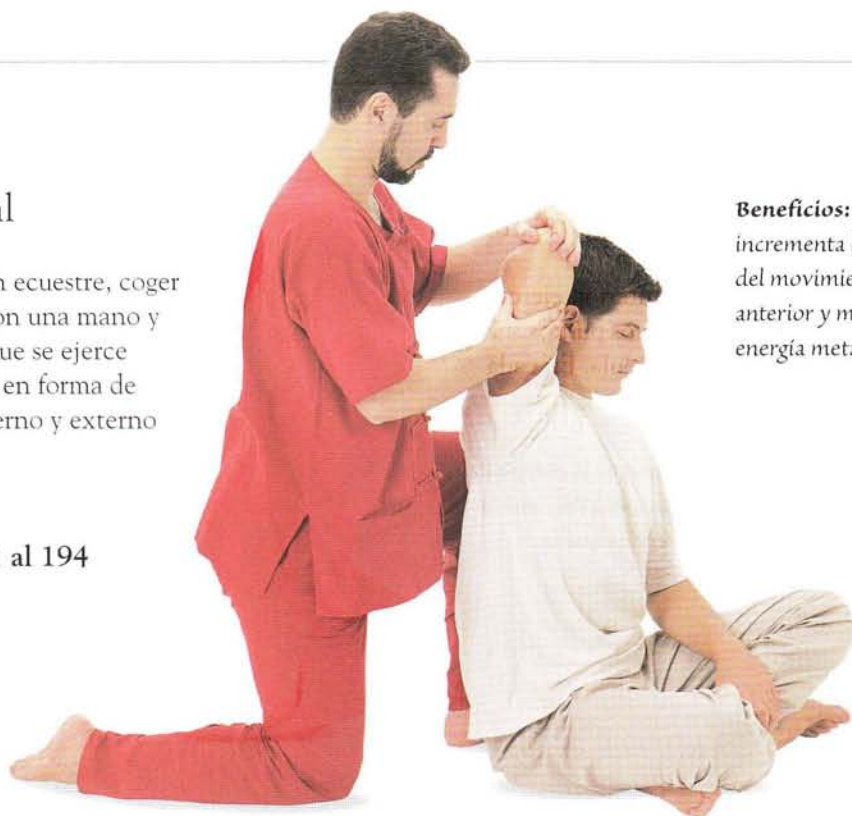 n ecuestre, coger
on una mano y
ue se ejerce
en forma de
erno y externo
al 194
Beneficios:
incrementa
del movimie
anterior y m
energía meta